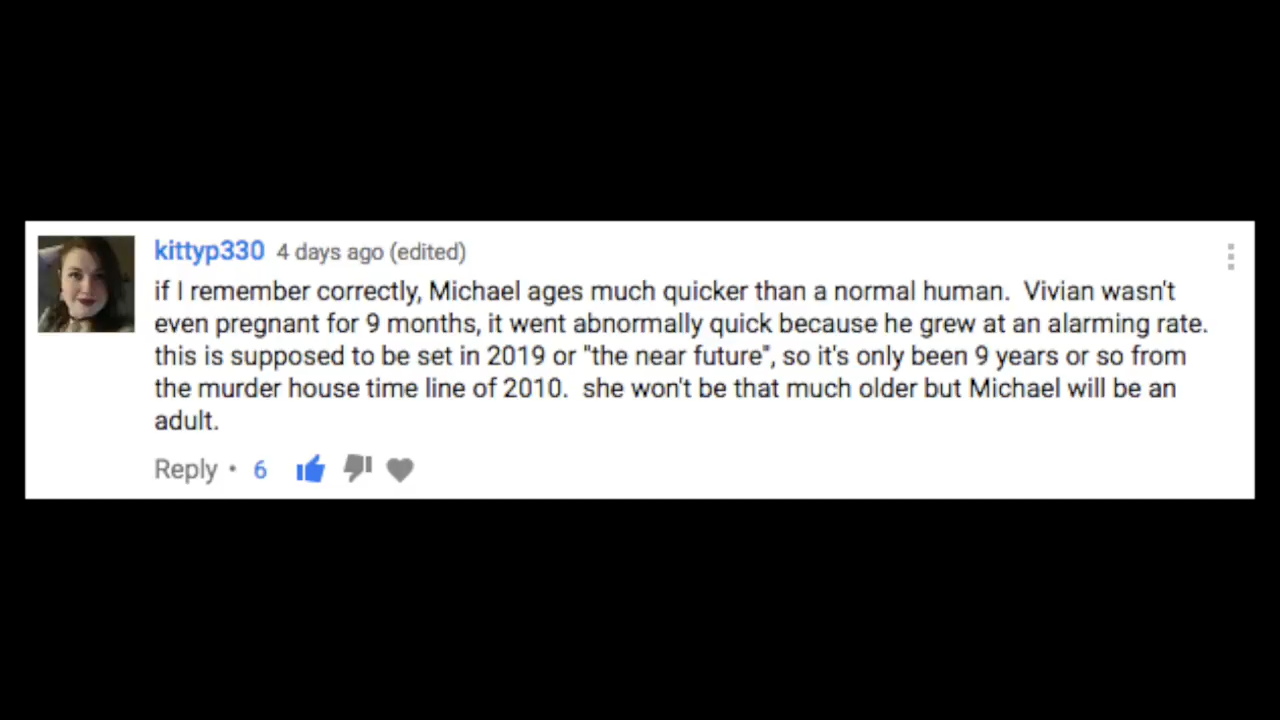 kittyp330 4 days ago (edited)
if I remember correctly, Michael ages much quicker than a normal human.  Vivian wasn't
even pregnant for 9 months, it went abnormally quick because he grew at an alarming rate.
this is supposed to be set in 2019 or "the near future", so it's only been 9 years or so from
the murder house time line of 2010.  she won't be that much older but Michael will be an
adult.
Reply • 6